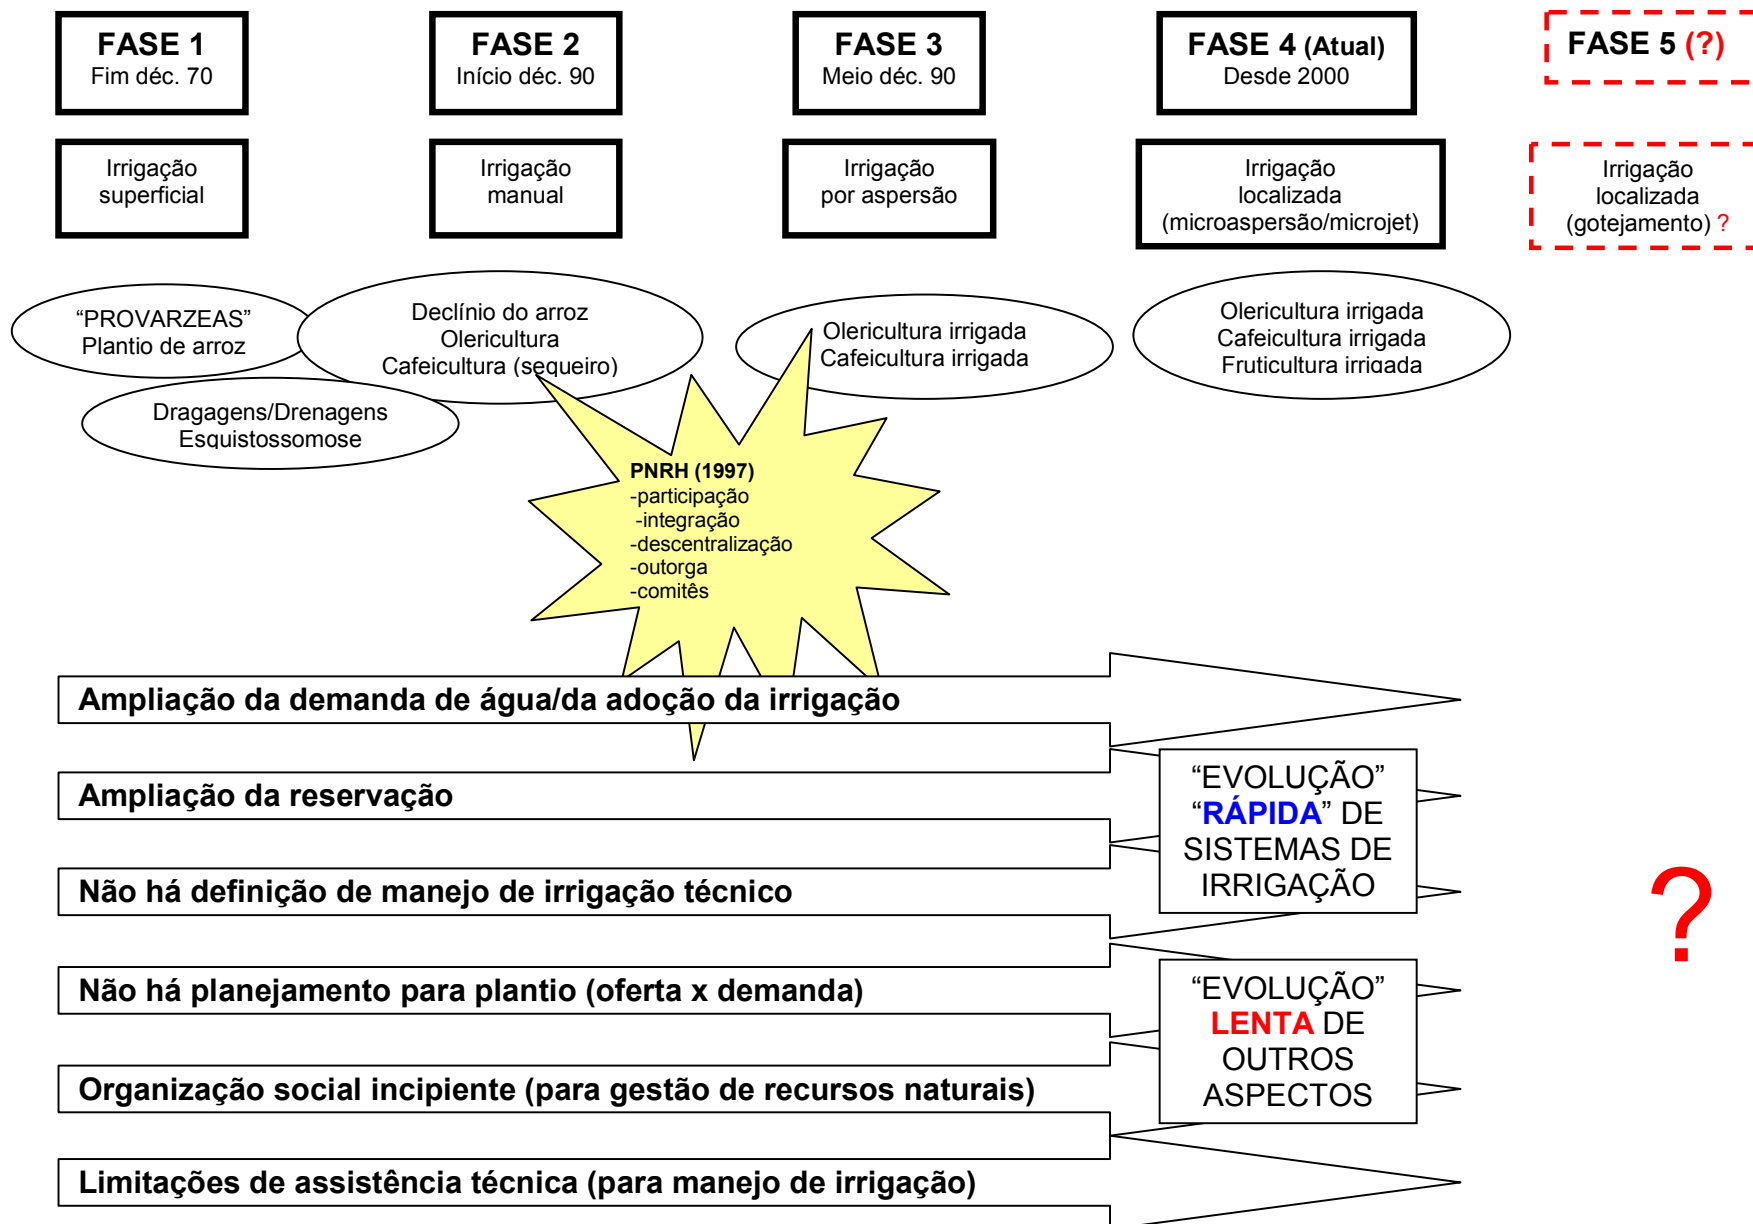 FASE 1
Fim déc. 70
FASE 2
Início déc. 90
FASE 3
Meio déc. 90
FASE 4 (Atual)
Desde 2000
FASE 5 (?)
Irrigação
superficial
Irrigação
manual
Irrigação
por aspersão
Irrigação
localizada
(microaspersão/microjet)
Irrigação
localizada
(gotejamento) ?
“PROVARZEAS”
Plantio de arroz
Declínio do arroz
Olericultura
Cafeicultura (sequeiro)
Olericultura irrigada
Cafeicultura irrigada
Olericultura irrigada
Cafeicultura irrigada
Fruticultura irrigada
Dragagens/Drenagens
Esquistossomose
PNRH (1997)
-participação
-integração
-descentralização
-outorga
-comitês
Ampliação da demanda de água/da adoção da irrigação
Ampliação da reservação
Não há definição de manejo de irrigação técnico
Não há planejamento para plantio (oferta x demanda)
Organização social incipiente (para gestão de recursos naturais)
Limitações de assistência técnica (para manejo de irrigação)
“EVOLUÇÃO”
“RÁPIDA” DE
SISTEMAS DE
IRRIGAÇÃO
“EVOLUÇÃO”
LENTA DE
OUTROS
ASPECTOS
?